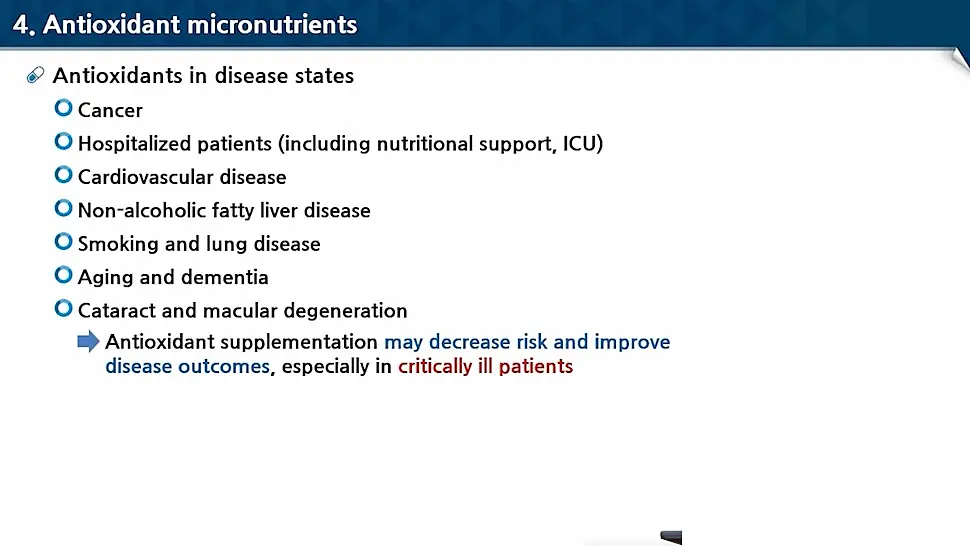 4. Antioxidant micronutrients
Antioxidants in disease states
Cancer
Hospitalized patients (including nutritional support, ICU)
Cardiovascular disease
Non-alcoholic fatty liver disease
Smoking and lung disease
Aging and dementia
Cataract and macular degeneration
Antioxidant supplementation may decrease risk and improve
disease outcomes, especially in critically ill patients